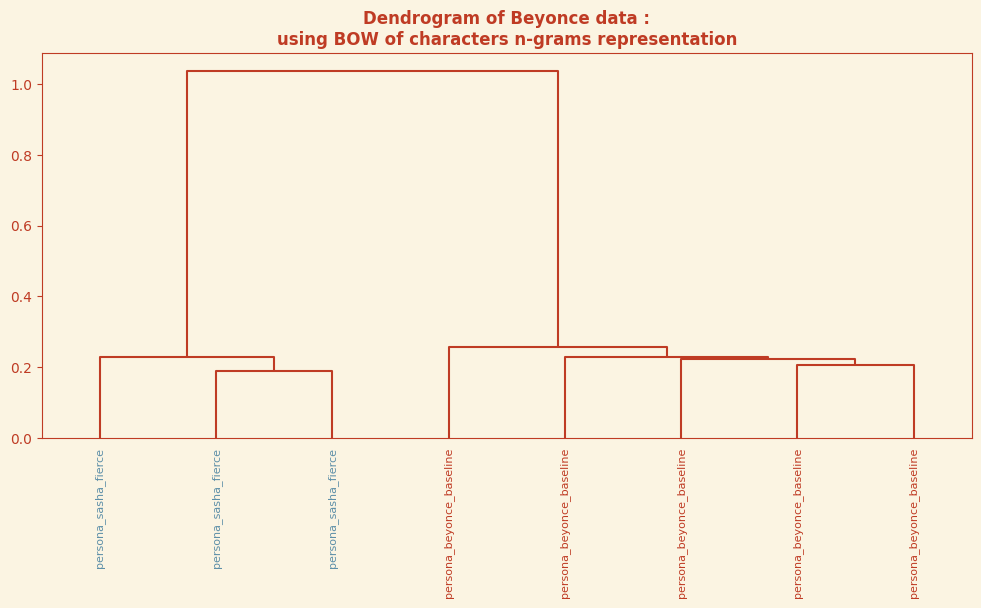 Dendrogram of Beyonce data :
using BOW of characters n-grams representation
1.0
0.8
0.6
0.4
0.2
0.0
persona_sasha_fierce
persona_sasha_fierce
persona_sasha_fierce
persona_beyonce_baseline
persona_beyonce_baseline
persona_beyonce_baseline
persona_beyonce_baseline
persona_beyonce_baseline